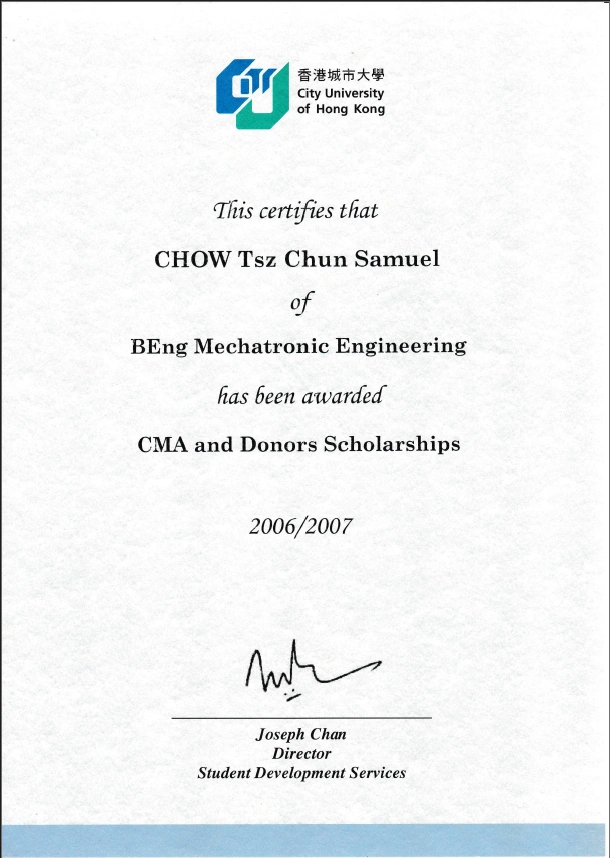 香港城市大學
City University
of Hong Kong
This certifies that
CHOW Tsz Chun Samuel
of
BEng Mechatronic Engineering
has been awarded
CMA and Donors Scholarships
2006/2007
Joseph Chan
Director
Student Development Services